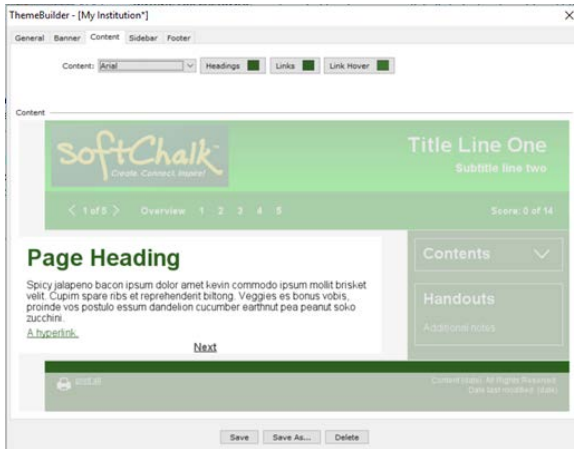 ThemeBuilder - [My Institution*]
General Banner Content Sidebar Footer
Content: Arial Headings Links Link Hover
Content
SoftChalk
Create. Connect. Inspire!
Title Line One
Subtitle line two
< 1 of 5 > Overview 1 2 3 4 5 Score: 0 of 14
Page Heading
Spicy jalapeno bacon ipsum dolor amet kevin commodo ipsum mollit brisket
velit. Cupim spare ribs et reprehenderit biltong. Veggies es bonus vobis,
proinde vos postulo essum dandelion cucumber earthnut pea peanut soko
zucchini.
A hyperlink.
Next
Contents
Handouts
Additional notes
print all
Content ©{date}. All Rights Reserved.
Date last modified: {date}
Save Save As... Delete